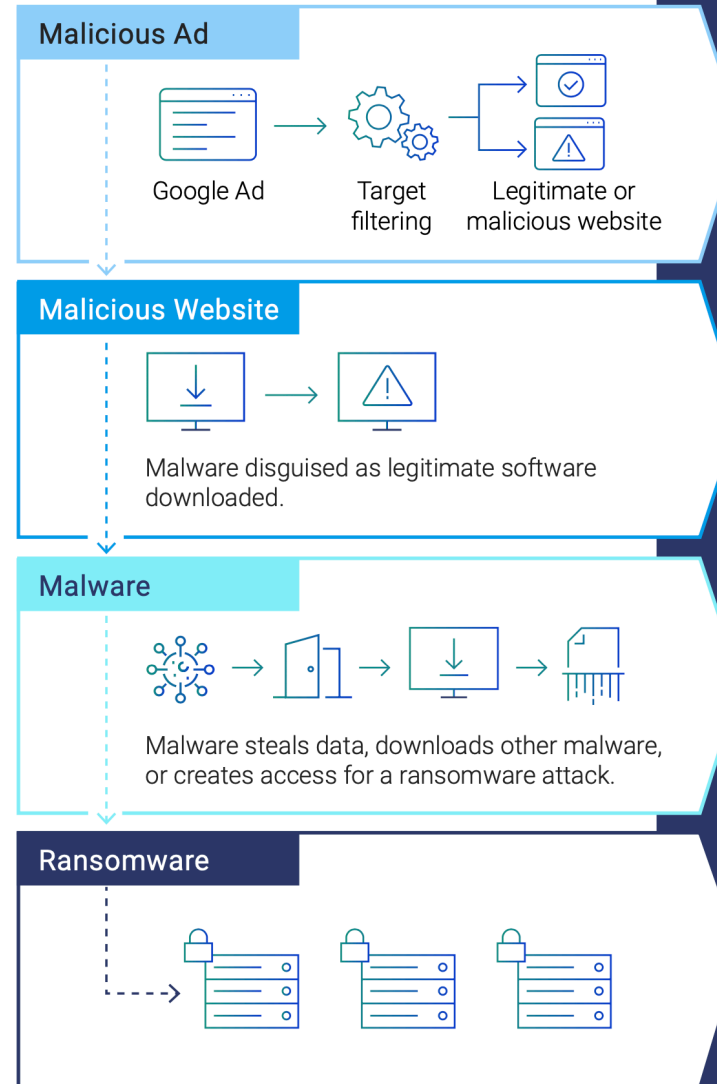 Malicious Ad
Google Ad
Target
filtering
Legitimate or
malicious website
Malicious Website
Malware disguised as legitimate software
downloaded.
Malware
Malware steals data, downloads other malware,
or creates access for a ransomware attack.
Ransomware